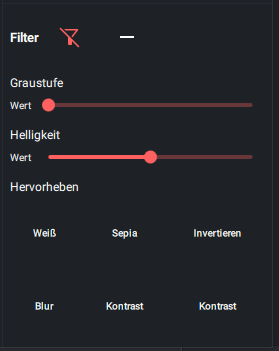 Filter
Graustufe
Wert
Helligkeit
Wert
Hervorheben
Weiß Sepia Invertieren
Blur Kontrast Kontrast